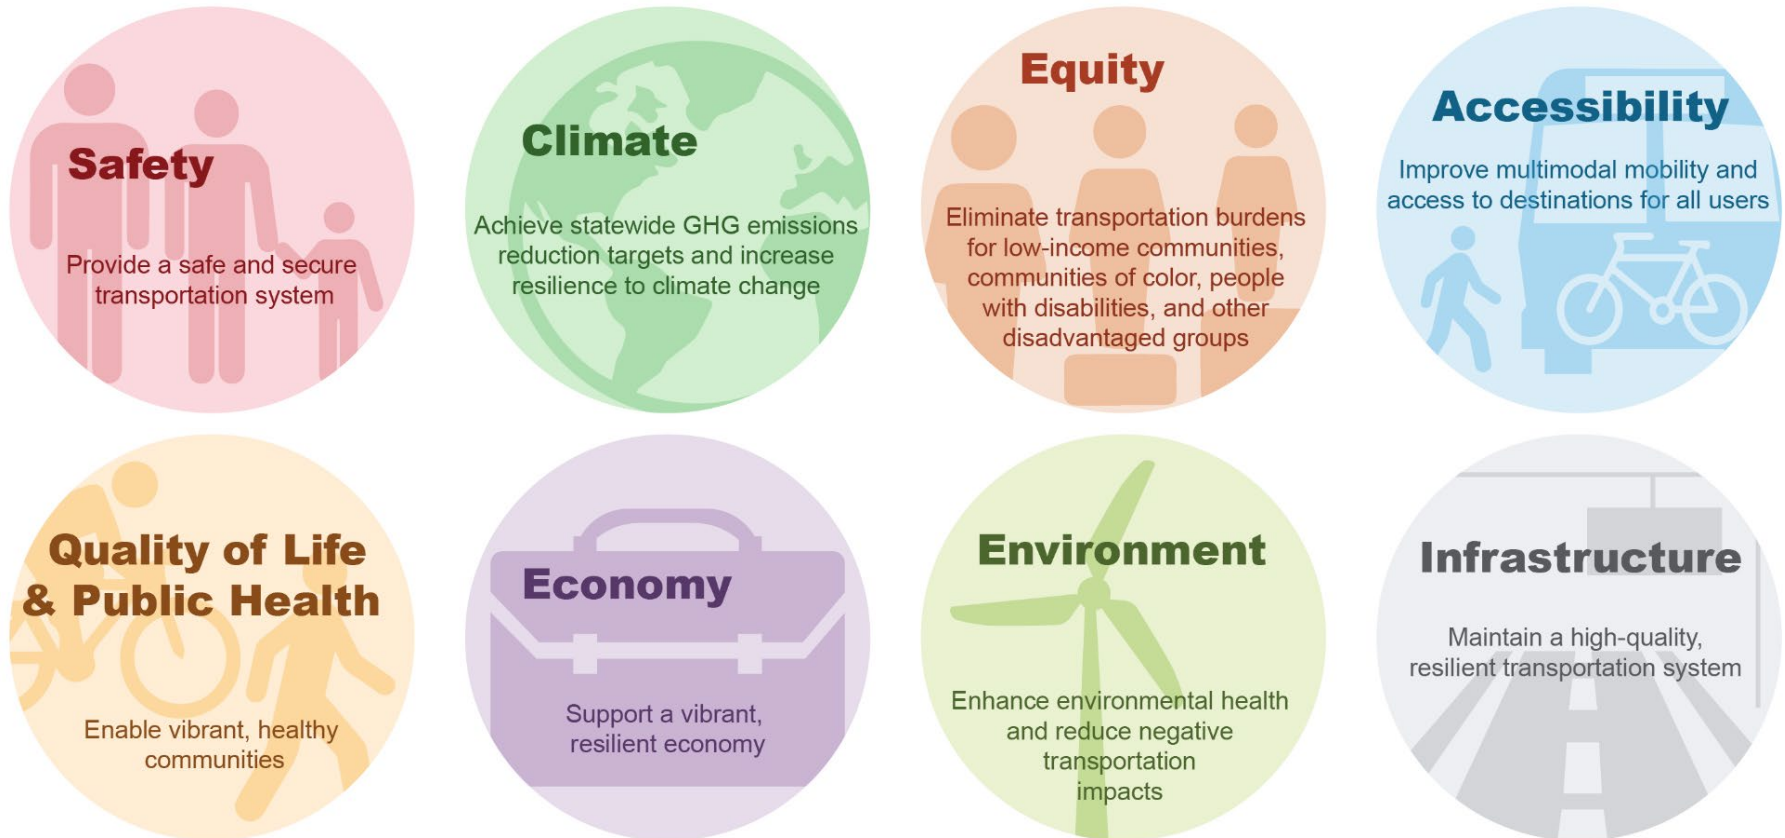 Safety
Provide a safe and secure
transportation system
Climate
Achieve statewide GHG emissions
reduction targets and increase
resilience to climate change
Equity
Eliminate transportation burdens
for low-income communities,
communities of color, people
with disabilities, and other
disadvantaged groups
Accessibility
Improve multimodal mobility and
access to destinations for all users
Quality of Life
& Public Health
Enable vibrant, healthy
communities
Economy
Support a vibrant,
resilient economy
Environment
Enhance environmental health
and reduce negative
transportation
impacts
Infrastructure
Maintain a high-quality,
resilient transportation system